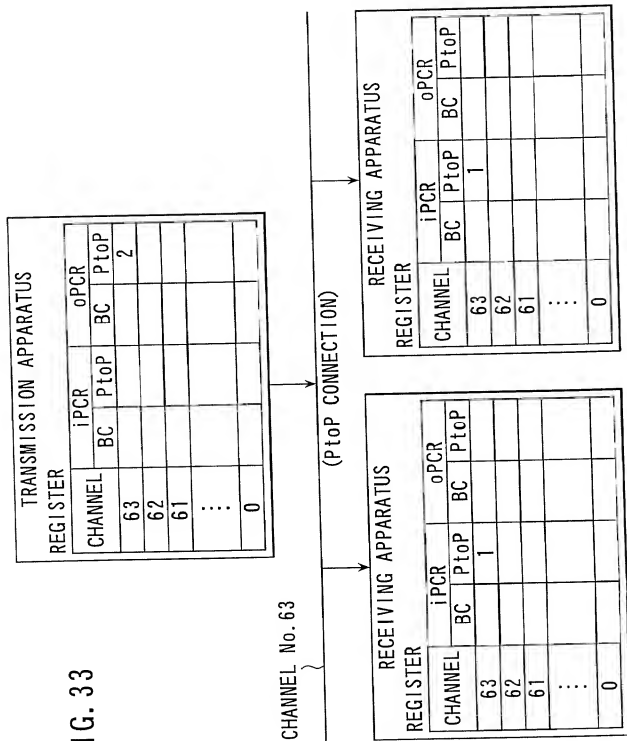 IG. 33
TRANSMISSION APPARATUS
REGISTER
CHANNEL iPCR oPCR
BC PtoP BC PtoP
63 2
62
61
....
0
CHANNEL No. 63
(PtoP CONNECTION)
RECEIVING APPARATUS
REGISTER
CHANNEL iPCR oPCR
BC PtoP BC PtoP
63 1
62
61
....
0
RECEIVING APPARATUS
REGISTER
CHANNEL iPCR oPCR
BC PtoP BC PtoP
63 1
62
61
....
0